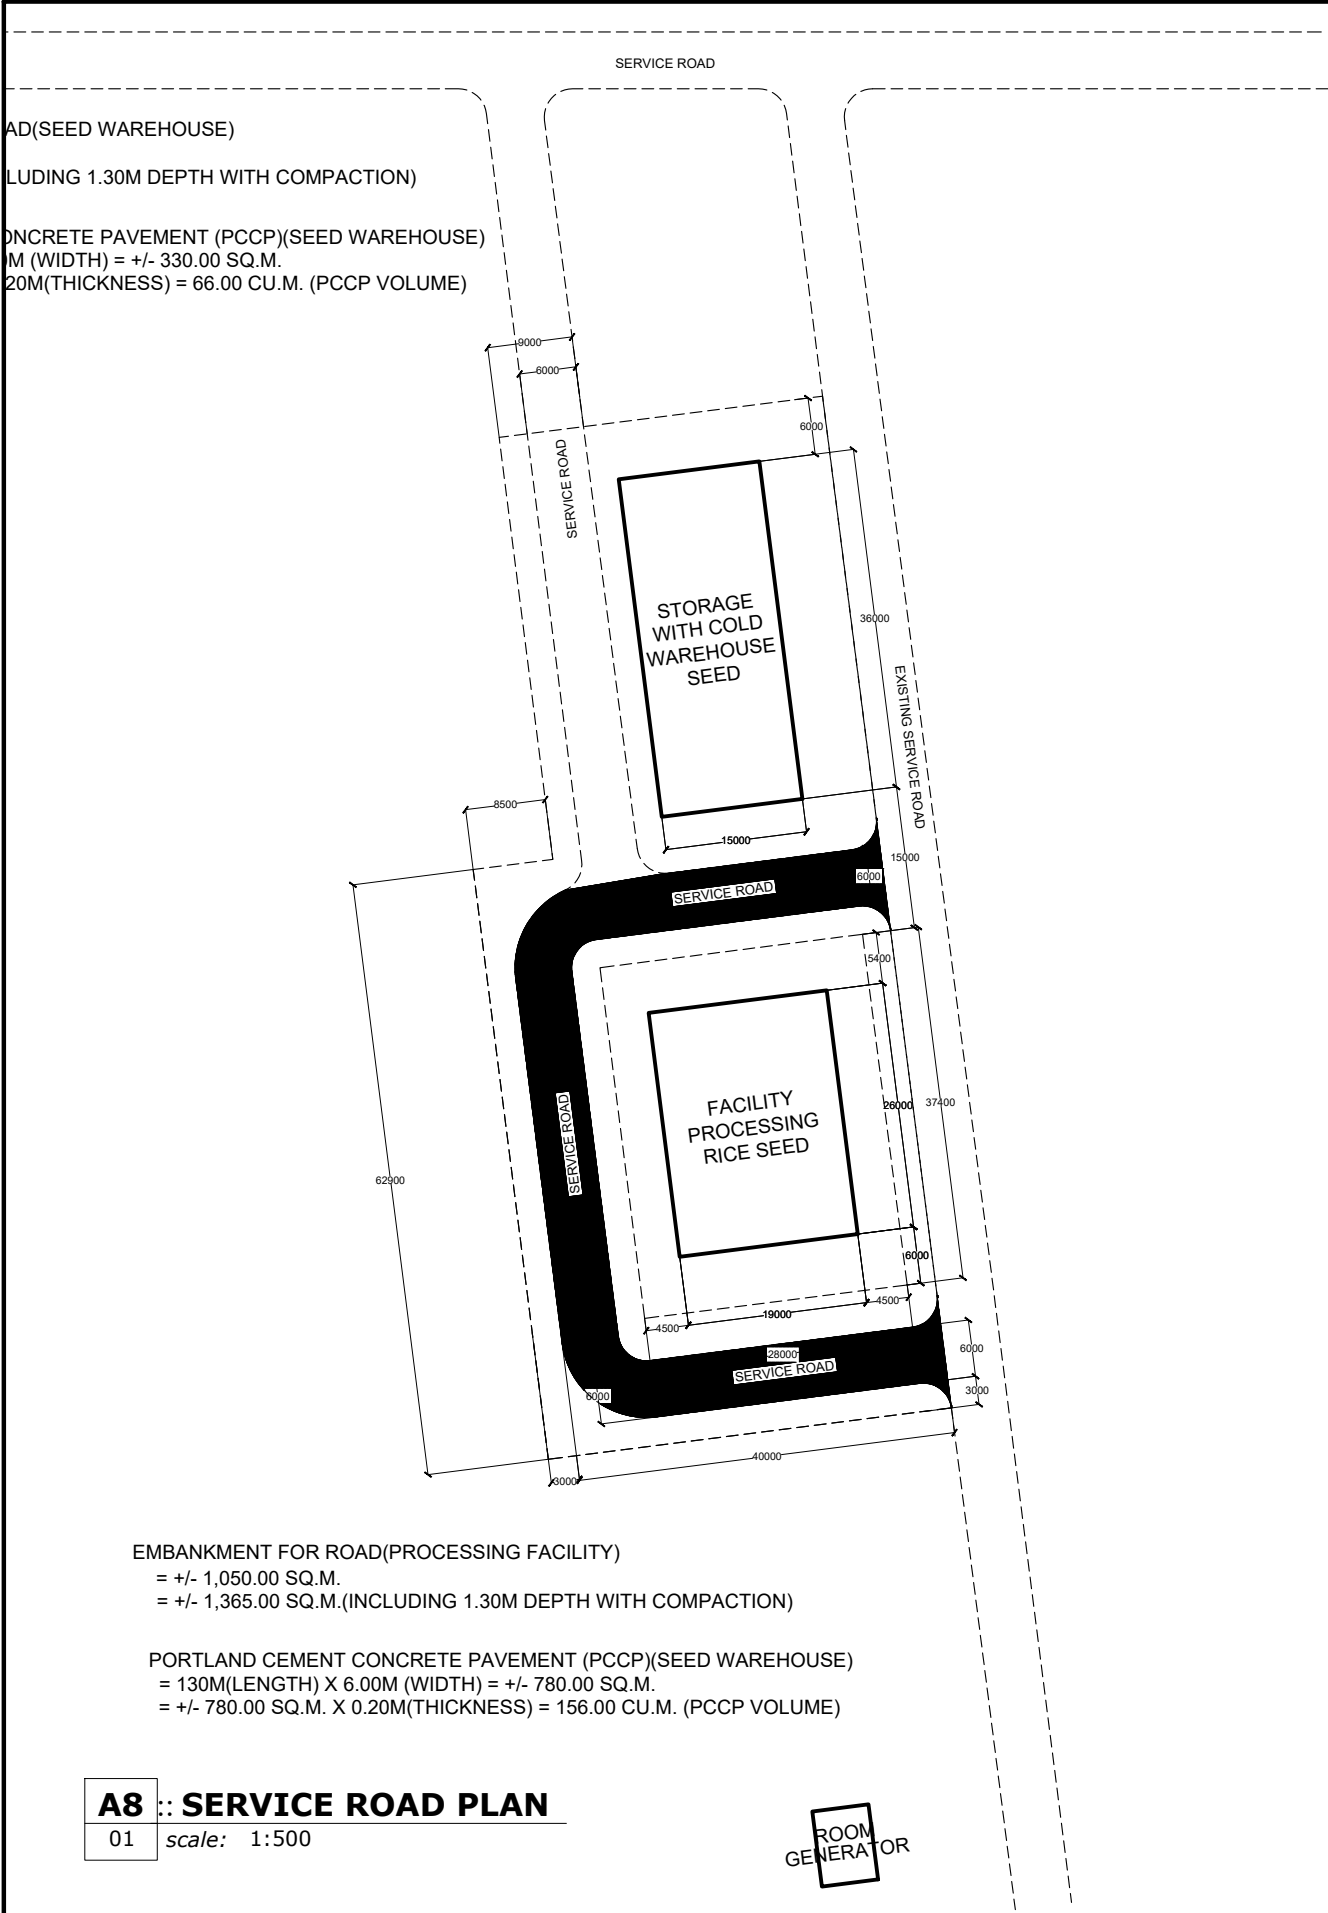 SERVICE ROAD
AD(SEED WAREHOUSE)
LUDING 1.30M DEPTH WITH COMPACTION)
ONCRETE PAVEMENT (PCCP)(SEED WAREHOUSE)
M (WIDTH) = +/- 330.00 SQ.M.
20M(THICKNESS) = 66.00 CU.M. (PCCP VOLUME)
9000
6000
6000
SERVICE ROAD
STORAGE
WITH COLD
WAREHOUSE
SEED
36000
EXISTING SERVICE ROAD
8500
15000
15000
6000
SERVICE ROAD
5400
FACILITY
PROCESSING
RICE SEED
26000
37400
SERVICE ROAD
62900
6000
4500
19000
4500
28000
SERVICE ROAD
6000
6000
3000
40000
3000
EMBANKMENT FOR ROAD(PROCESSING FACILITY)
= +/- 1,050.00 SQ.M.
= +/- 1,365.00 SQ.M.(INCLUDING 1.30M DEPTH WITH COMPACTION)
PORTLAND CEMENT CONCRETE PAVEMENT (PCCP)(SEED WAREHOUSE)
= 130M(LENGTH) X 6.00M (WIDTH) = +/- 780.00 SQ.M.
= +/- 780.00 SQ.M. X 0.20M(THICKNESS) = 156.00 CU.M. (PCCP VOLUME)
A8 :: SERVICE ROAD PLAN
01 scale: 1:500
ROOM
GENERATOR